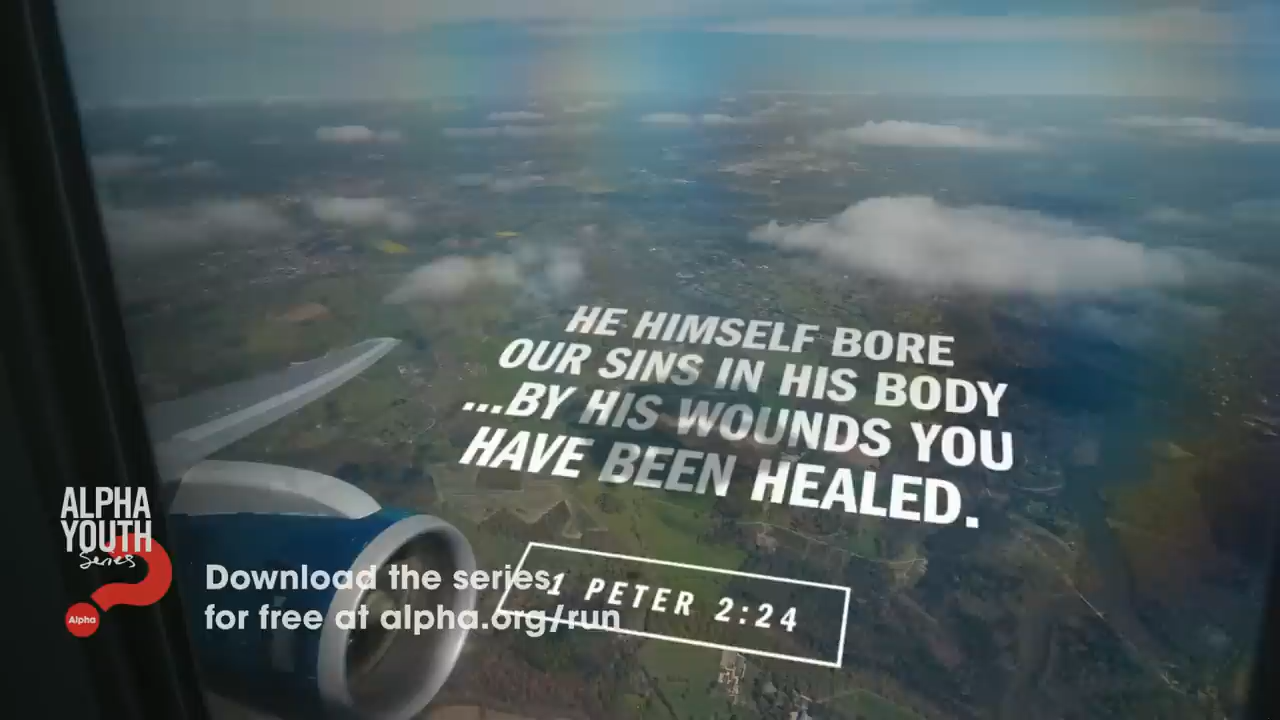 HE HIMSELF BORE
OUR SINS IN HIS BODY
...BY HIS WOUNDS YOU
HAVE BEEN HEALED.
1 PETER 2:24
ALPHA
YOUTH
Series
Alpha
Download the series
for free at alpha.org/run